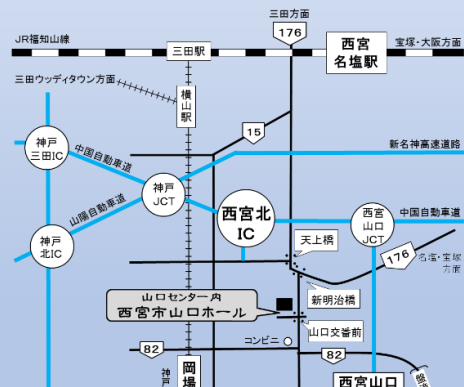 三田方面
176
JR福知山線
三田駅
西宮
名塩駅
宝塚・大阪方面
三田ウッディタウン方面
横山駅
15
神戸
三田IC
中国自動車道
新名神高速道路
山陽自動車道
神戸
JCT
西宮北
IC
西宮
山口
JCT
中国自動車道
神戸
北IC
天上橋
176
名塩・宝塚
方面
新明治橋
山口センター内
西宮市山口ホール
山口交番前
コンビニ
82
82
岡場
神戸
西宮山口